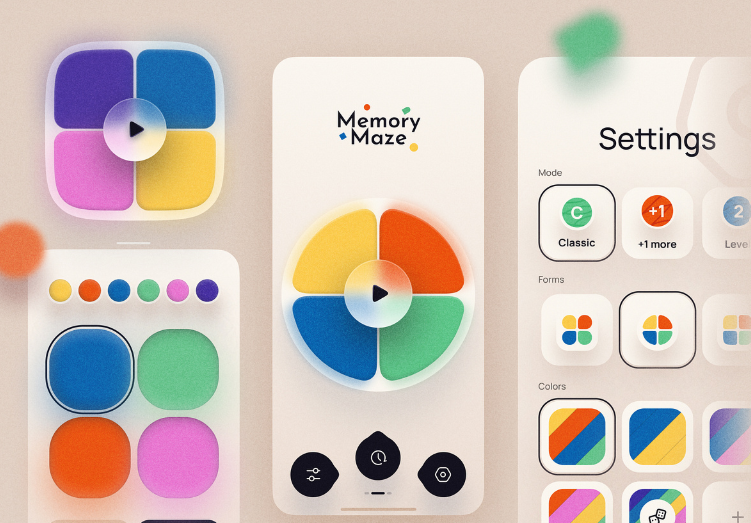 Memory
Maze
Settings
Mode
C
+1
2
Classic
+1 more
Leve
Forms
Colors